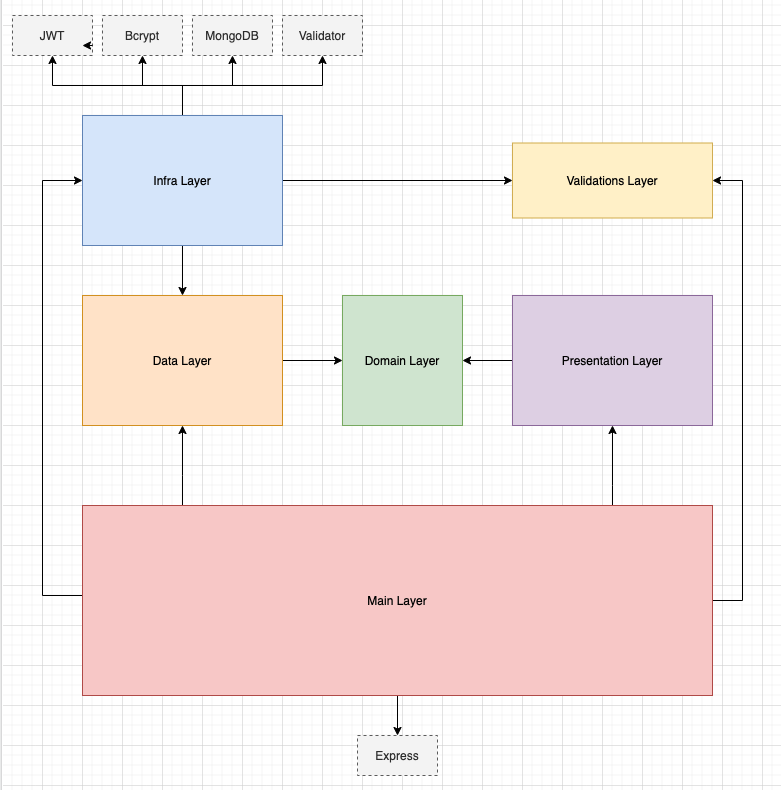 JWT
Bcrypt
MongoDB
Validator
Infra Layer
Validations Layer
Data Layer
Domain Layer
Presentation Layer
Main Layer
Express